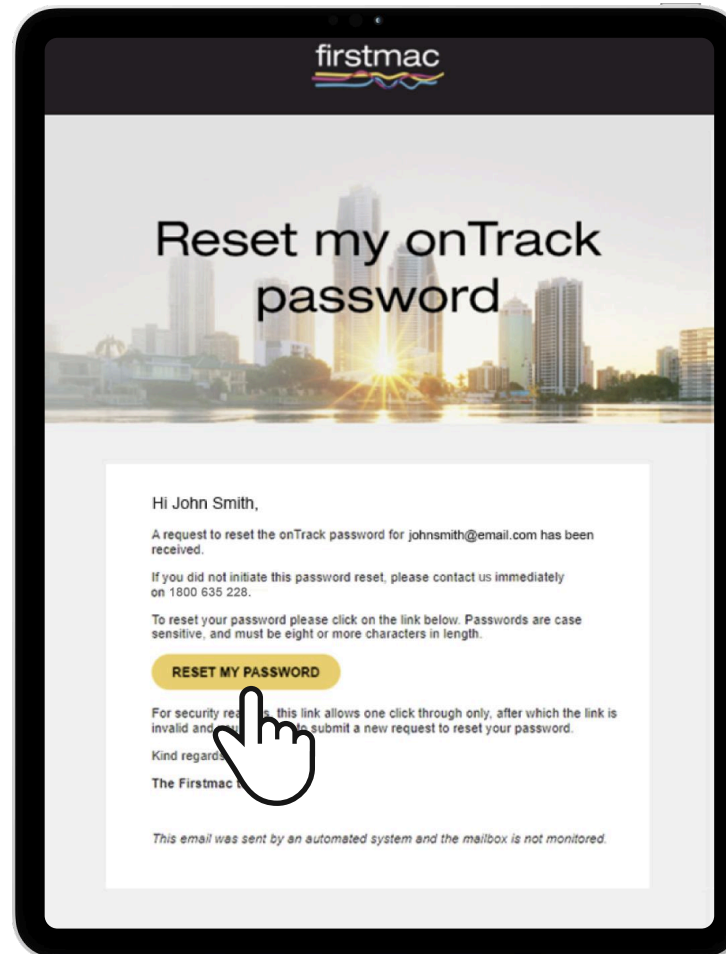 firstmac
Reset my onTrack
password
Hi John Smith,
A request to reset the onTrack password for johnsmith@email.com has been
received.
If you did not initiate this password reset, please contact us immediately
on 1800 635 228.
To reset your password please click on the link below. Passwords are case
sensitive, and must be eight or more characters in length.
RESET MY PASSWORD
For security this link allows one click through only, after which the link is
invalid and to submit a new request to reset your password.
Kind regards
The Firstmac
This email was sent by an automated system and the mailbox is not monitored.